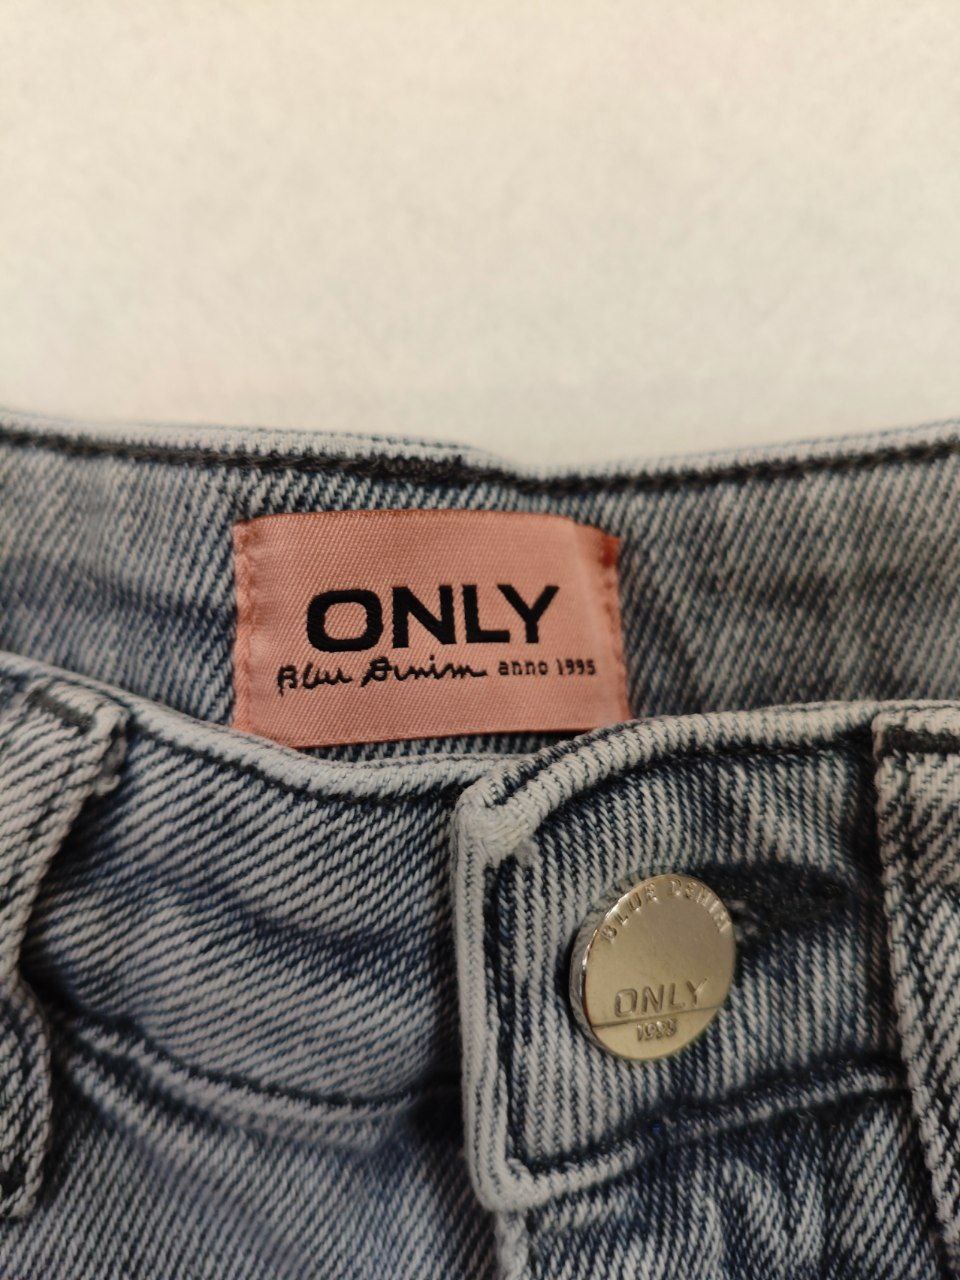 ONLY
Blue Denim anno 1995
BLUE DENIM
ONLY
1995